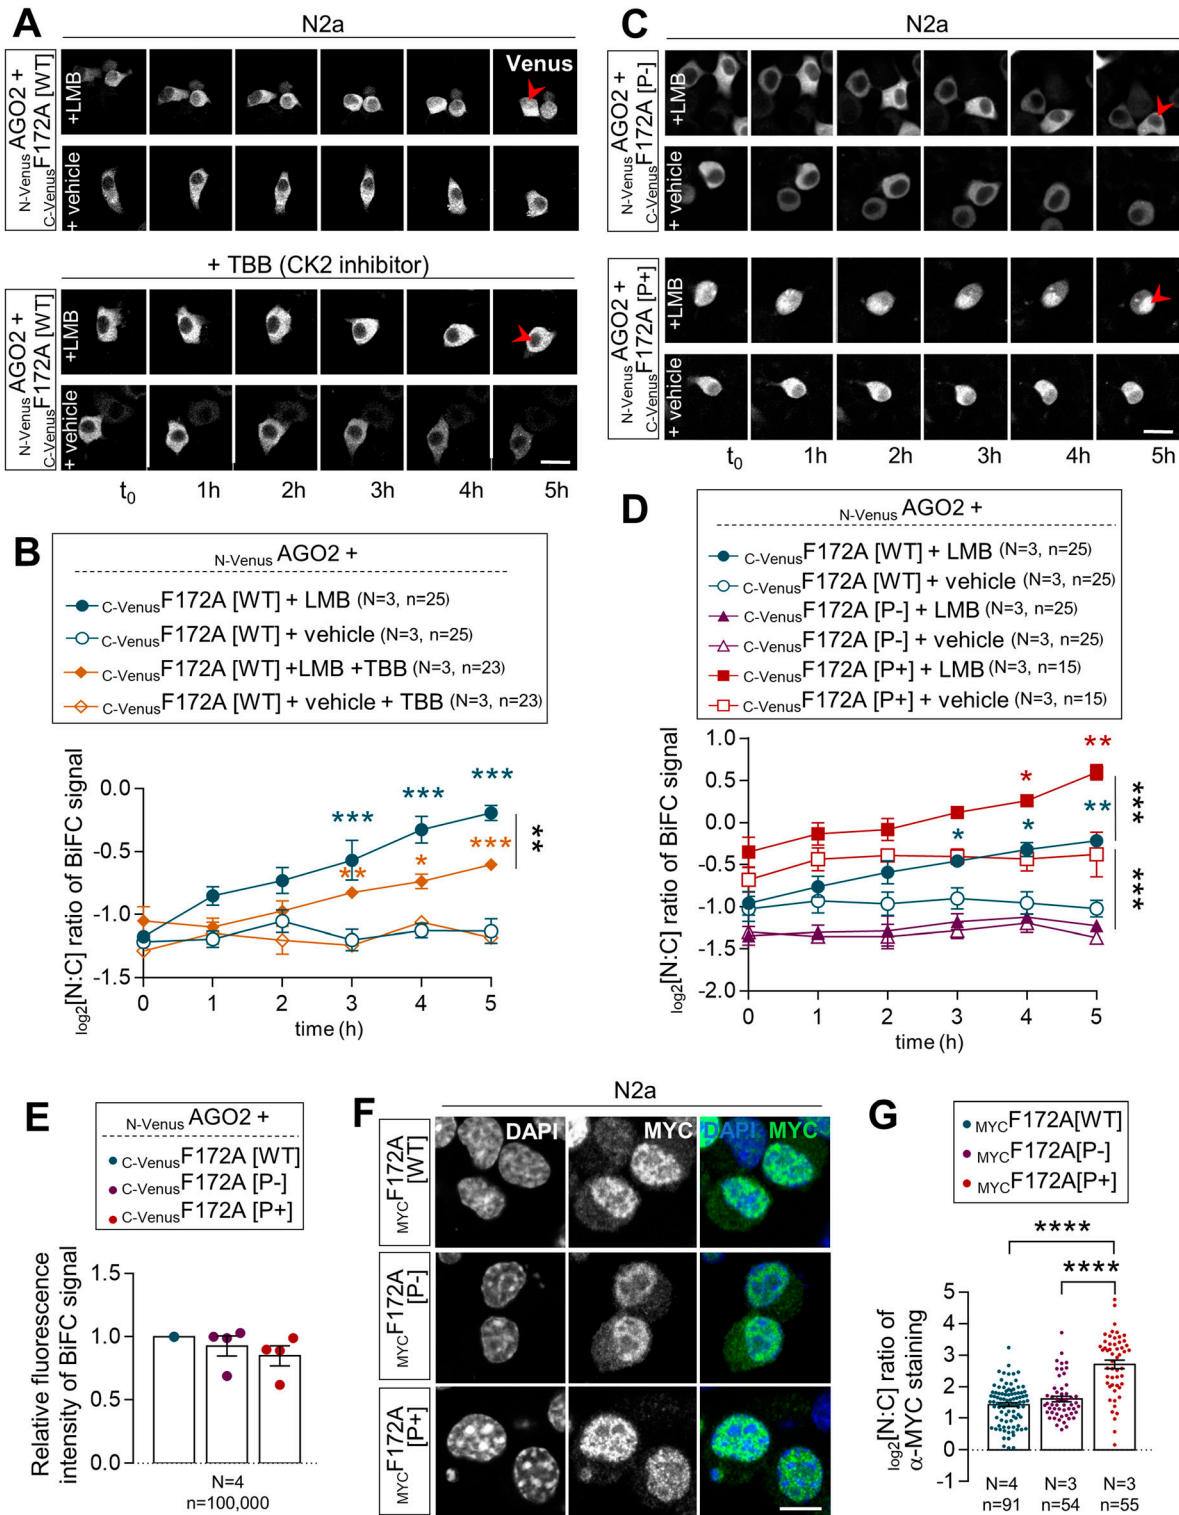 A
N2a
N-Venus AGO2 +
C-Venus F172A [WT]
+LMB
Venus
+ vehicle
+ TBB (CK2 inhibitor)
N-Venus AGO2 +
C-Venus F172A [WT]
+LMB
+ vehicle
t0 1h 2h 3h 4h 5h
C
N2a
N-Venus AGO2 +
C-Venus F172A [P-]
+LMB
+ vehicle
N-Venus AGO2 +
C-Venus F172A [P+]
+LMB
+ vehicle
t0 1h 2h 3h 4h 5h
B
N-Venus AGO2 +
C-Venus F172A [WT] + LMB (N=3, n=25)
C-Venus F172A [WT] + vehicle (N=3, n=25)
C-Venus F172A [WT] +LMB +TBB (N=3, n=23)
C-Venus F172A [WT] + vehicle + TBB (N=3, n=23)
log2[N:C] ratio of BiFC signal
0.0
-0.5
-1.0
-1.5
*** *** ***
** * ***
**
0 1 2 3 4 5
time (h)
D
N-Venus AGO2 +
C-Venus F172A [WT] + LMB (N=3, n=25)
C-Venus F172A [WT] + vehicle (N=3, n=25)
C-Venus F172A [P-] + LMB (N=3, n=25)
C-Venus F172A [P-] + vehicle (N=3, n=25)
C-Venus F172A [P+] + LMB (N=3, n=15)
C-Venus F172A [P+] + vehicle (N=3, n=15)
log2[N:C] ratio of BiFC signal
1.0
0.5
0.0
-0.5
-1.0
-1.5
-2.0
* **
* * **
***
***
0 1 2 3 4 5
time (h)
E
N-Venus AGO2 +
C-Venus F172A [WT]
C-Venus F172A [P-]
C-Venus F172A [P+]
Relative fluorescence
intensity of BiFC signal
1.5
1.0
0.5
0.0
N=4
n=100,000
F
N2a
DAPI MYC DAPI MYC
MYC F172A
[WT]
MYC F172A
[P-]
MYC F172A
[P+]
G
MYC F172A[WT]
MYC F172A[P-]
MYC F172A[P+]
****
****
log2[N:C] ratio of
α-MYC staining
5
4
3
2
1
0
-1
N=4 N=3 N=3
n=91 n=54 n=55